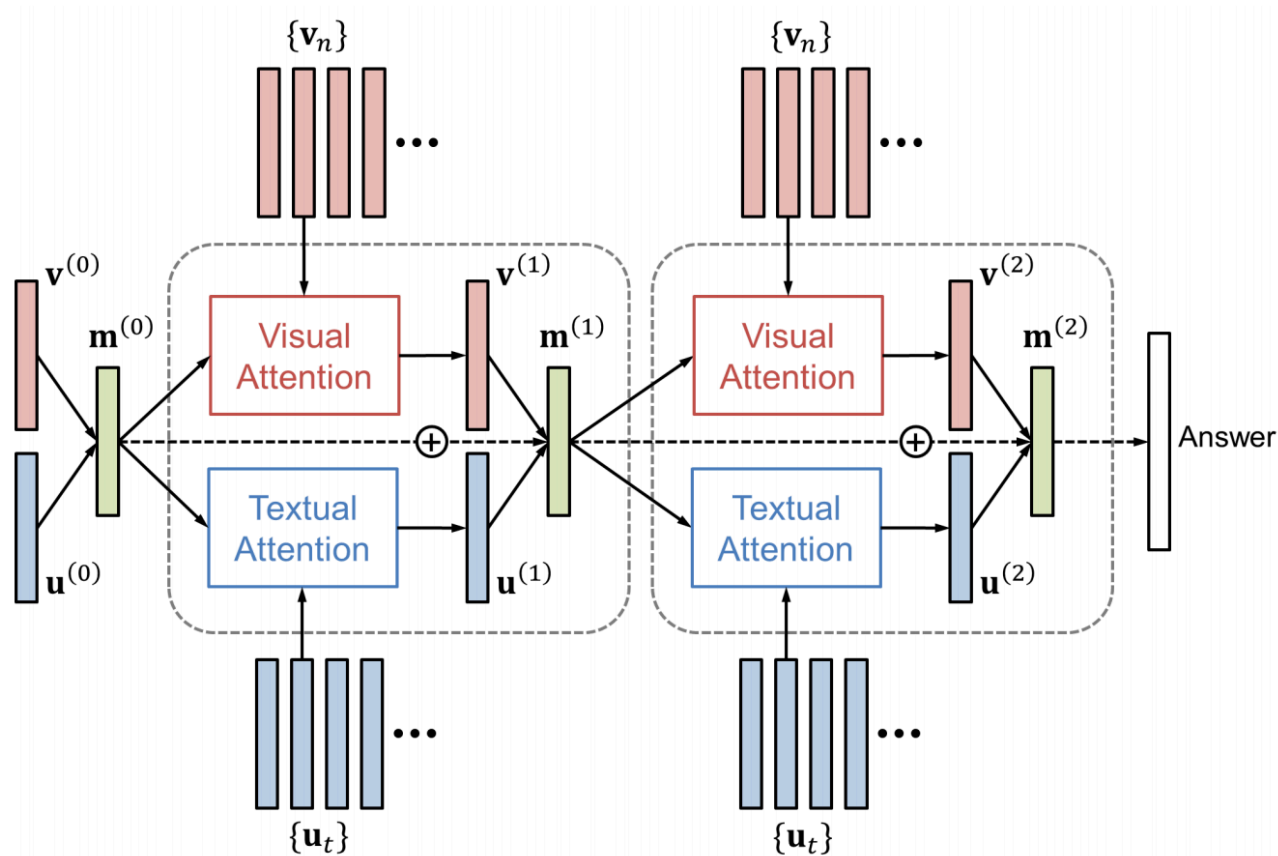 {𝐯ₙ}
{𝐯ₙ}
𝐯⁽⁰⁾
𝐦⁽⁰⁾
Visual
Attention
𝐯⁽¹⁾
𝐦⁽¹⁾
Visual
Attention
𝐯⁽²⁾
𝐦⁽²⁾
+
+
Answer
𝐮⁽⁰⁾
Textual
Attention
𝐮⁽¹⁾
Textual
Attention
𝐮⁽²⁾
•••
•••
•••
•••
{𝐮ₜ}
{𝐮ₜ}